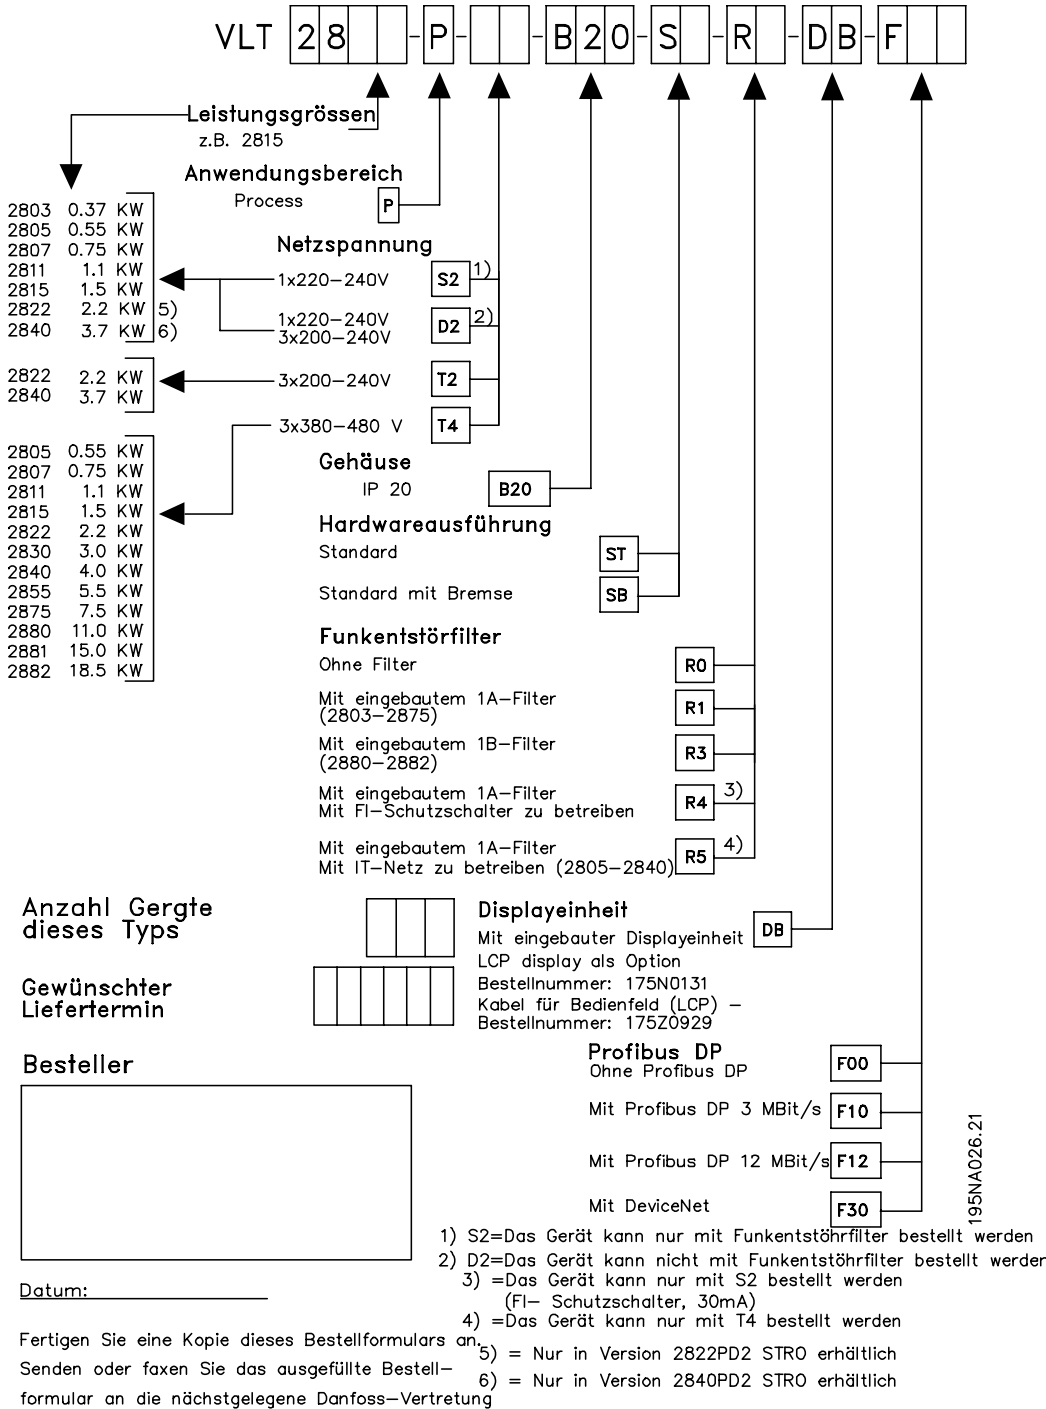 VLT 28 -P- -B20-S -R -DB-F
Leistungsgrössen
z.B. 2815
Anwendungsbereich
Process P
2803 0.37 KW
2805 0.55 KW
2807 0.75 KW
2811 1.1 KW
2815 1.5 KW
2822 2.2 KW 5)
2840 3.7 KW 6)
2822 2.2 KW
2840 3.7 KW
2805 0.55 KW
2807 0.75 KW
2811 1.1 KW
2815 1.5 KW
2822 2.2 KW
2830 3.0 KW
2840 4.0 KW
2855 5.5 KW
2875 7.5 KW
2880 11.0 KW
2881 15.0 KW
2882 18.5 KW
Netzspannung
1x220-240V S2 1)
1x220-240V
3x200-240V D2 2)
3x200-240V T2
3x380-480 V T4
Gehäuse
IP 20 B20
Hardwareausführung
Standard ST
Standard mit Bremse SB
Funkentstörfilter
Ohne Filter R0
Mit eingebautem 1A-Filter
(2803-2875) R1
Mit eingebautem 1B-Filter
(2880-2882) R3
Mit eingebautem 1A-Filter
Mit FI-Schutzschalter zu betreiben R4 3)
Mit eingebautem 1A-Filter
Mit IT-Netz zu betreiben (2805-2840) R5 4)
Anzahl Gergte
dieses Typs
Gewünschter
Liefertermin
Displayeinheit
Mit eingebauter Displayeinheit DB
LCP display als Option
Bestellnummer: 175N0131
Kabel für Bedienfeld (LCP) -
Bestellnummer: 175Z0929
Besteller
Profibus DP
Ohne Profibus DP F00
Mit Profibus DP 3 MBit/s F10
Mit Profibus DP 12 MBit/s F12
Mit DeviceNet F30
195NA026.21
1) S2=Das Gerät kann nur mit Funkentstöhrfilter bestellt werden
2) D2=Das Gerät kann nicht mit Funkentstöhrfilter bestellt werder
3) =Das Gerät kann nur mit S2 bestellt werden
(FI- Schutzschalter, 30mA)
4) =Das Gerät kann nur mit T4 bestellt werden
5) = Nur in Version 2822PD2 STRO erhältlich
6) = Nur in Version 2840PD2 STRO erhältlich
Datum:
Fertigen Sie eine Kopie dieses Bestellformulars an.
Senden oder faxen Sie das ausgefüllte Bestell-
formular an die nächstgelegene Danfoss-Vertretung